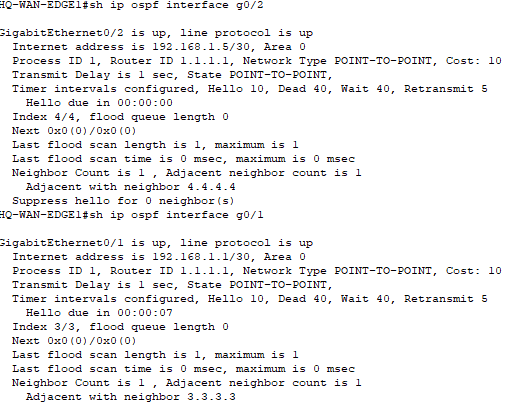 HQ-WAN-EDGE1#sh ip ospf interface g0/2
GigabitEthernet0/2 is up, line protocol is up
Internet address is 192.168.1.5/30, Area 0
Process ID 1, Router ID 1.1.1.1, Network Type POINT-TO-POINT, Cost: 10
Transmit Delay is 1 sec, State POINT-TO-POINT,
Timer intervals configured, Hello 10, Dead 40, Wait 40, Retransmit 5
Hello due in 00:00:00
Index 4/4, flood queue length 0
Next 0x0(0)/0x0(0)
Last flood scan length is 1, maximum is 1
Last flood scan time is 0 msec, maximum is 0 msec
Neighbor Count is 1 , Adjacent neighbor count is 1
Adjacent with neighbor 4.4.4.4
Suppress hello for 0 neighbor(s)
HQ-WAN-EDGE1#sh ip ospf interface g0/1
GigabitEthernet0/1 is up, line protocol is up
Internet address is 192.168.1.1/30, Area 0
Process ID 1, Router ID 1.1.1.1, Network Type POINT-TO-POINT, Cost: 10
Transmit Delay is 1 sec, State POINT-TO-POINT,
Timer intervals configured, Hello 10, Dead 40, Wait 40, Retransmit 5
Hello due in 00:00:07
Index 3/3, flood queue length 0
Next 0x0(0)/0x0(0)
Last flood scan length is 1, maximum is 1
Last flood scan time is 0 msec, maximum is 0 msec
Neighbor Count is 1 , Adjacent neighbor count is 1
Adjacent with neighbor 3.3.3.3